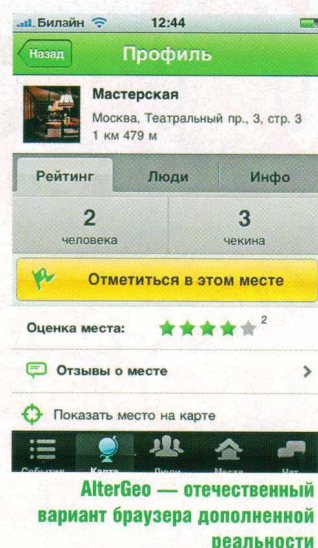 Билайн 12:44
Назад Профиль
Мастерская
Москва, Театральный пр., 3, стр. 3
1 км 479 м
Рейтинг Люди Инфо
2 3
человека чекина
Отметиться в этом месте
Оценка места: 2
Отзывы о месте
Показать место на карте
События Карта Люди Места Чат
AlterGeo — отечественный
вариант браузера дополненной
реальности